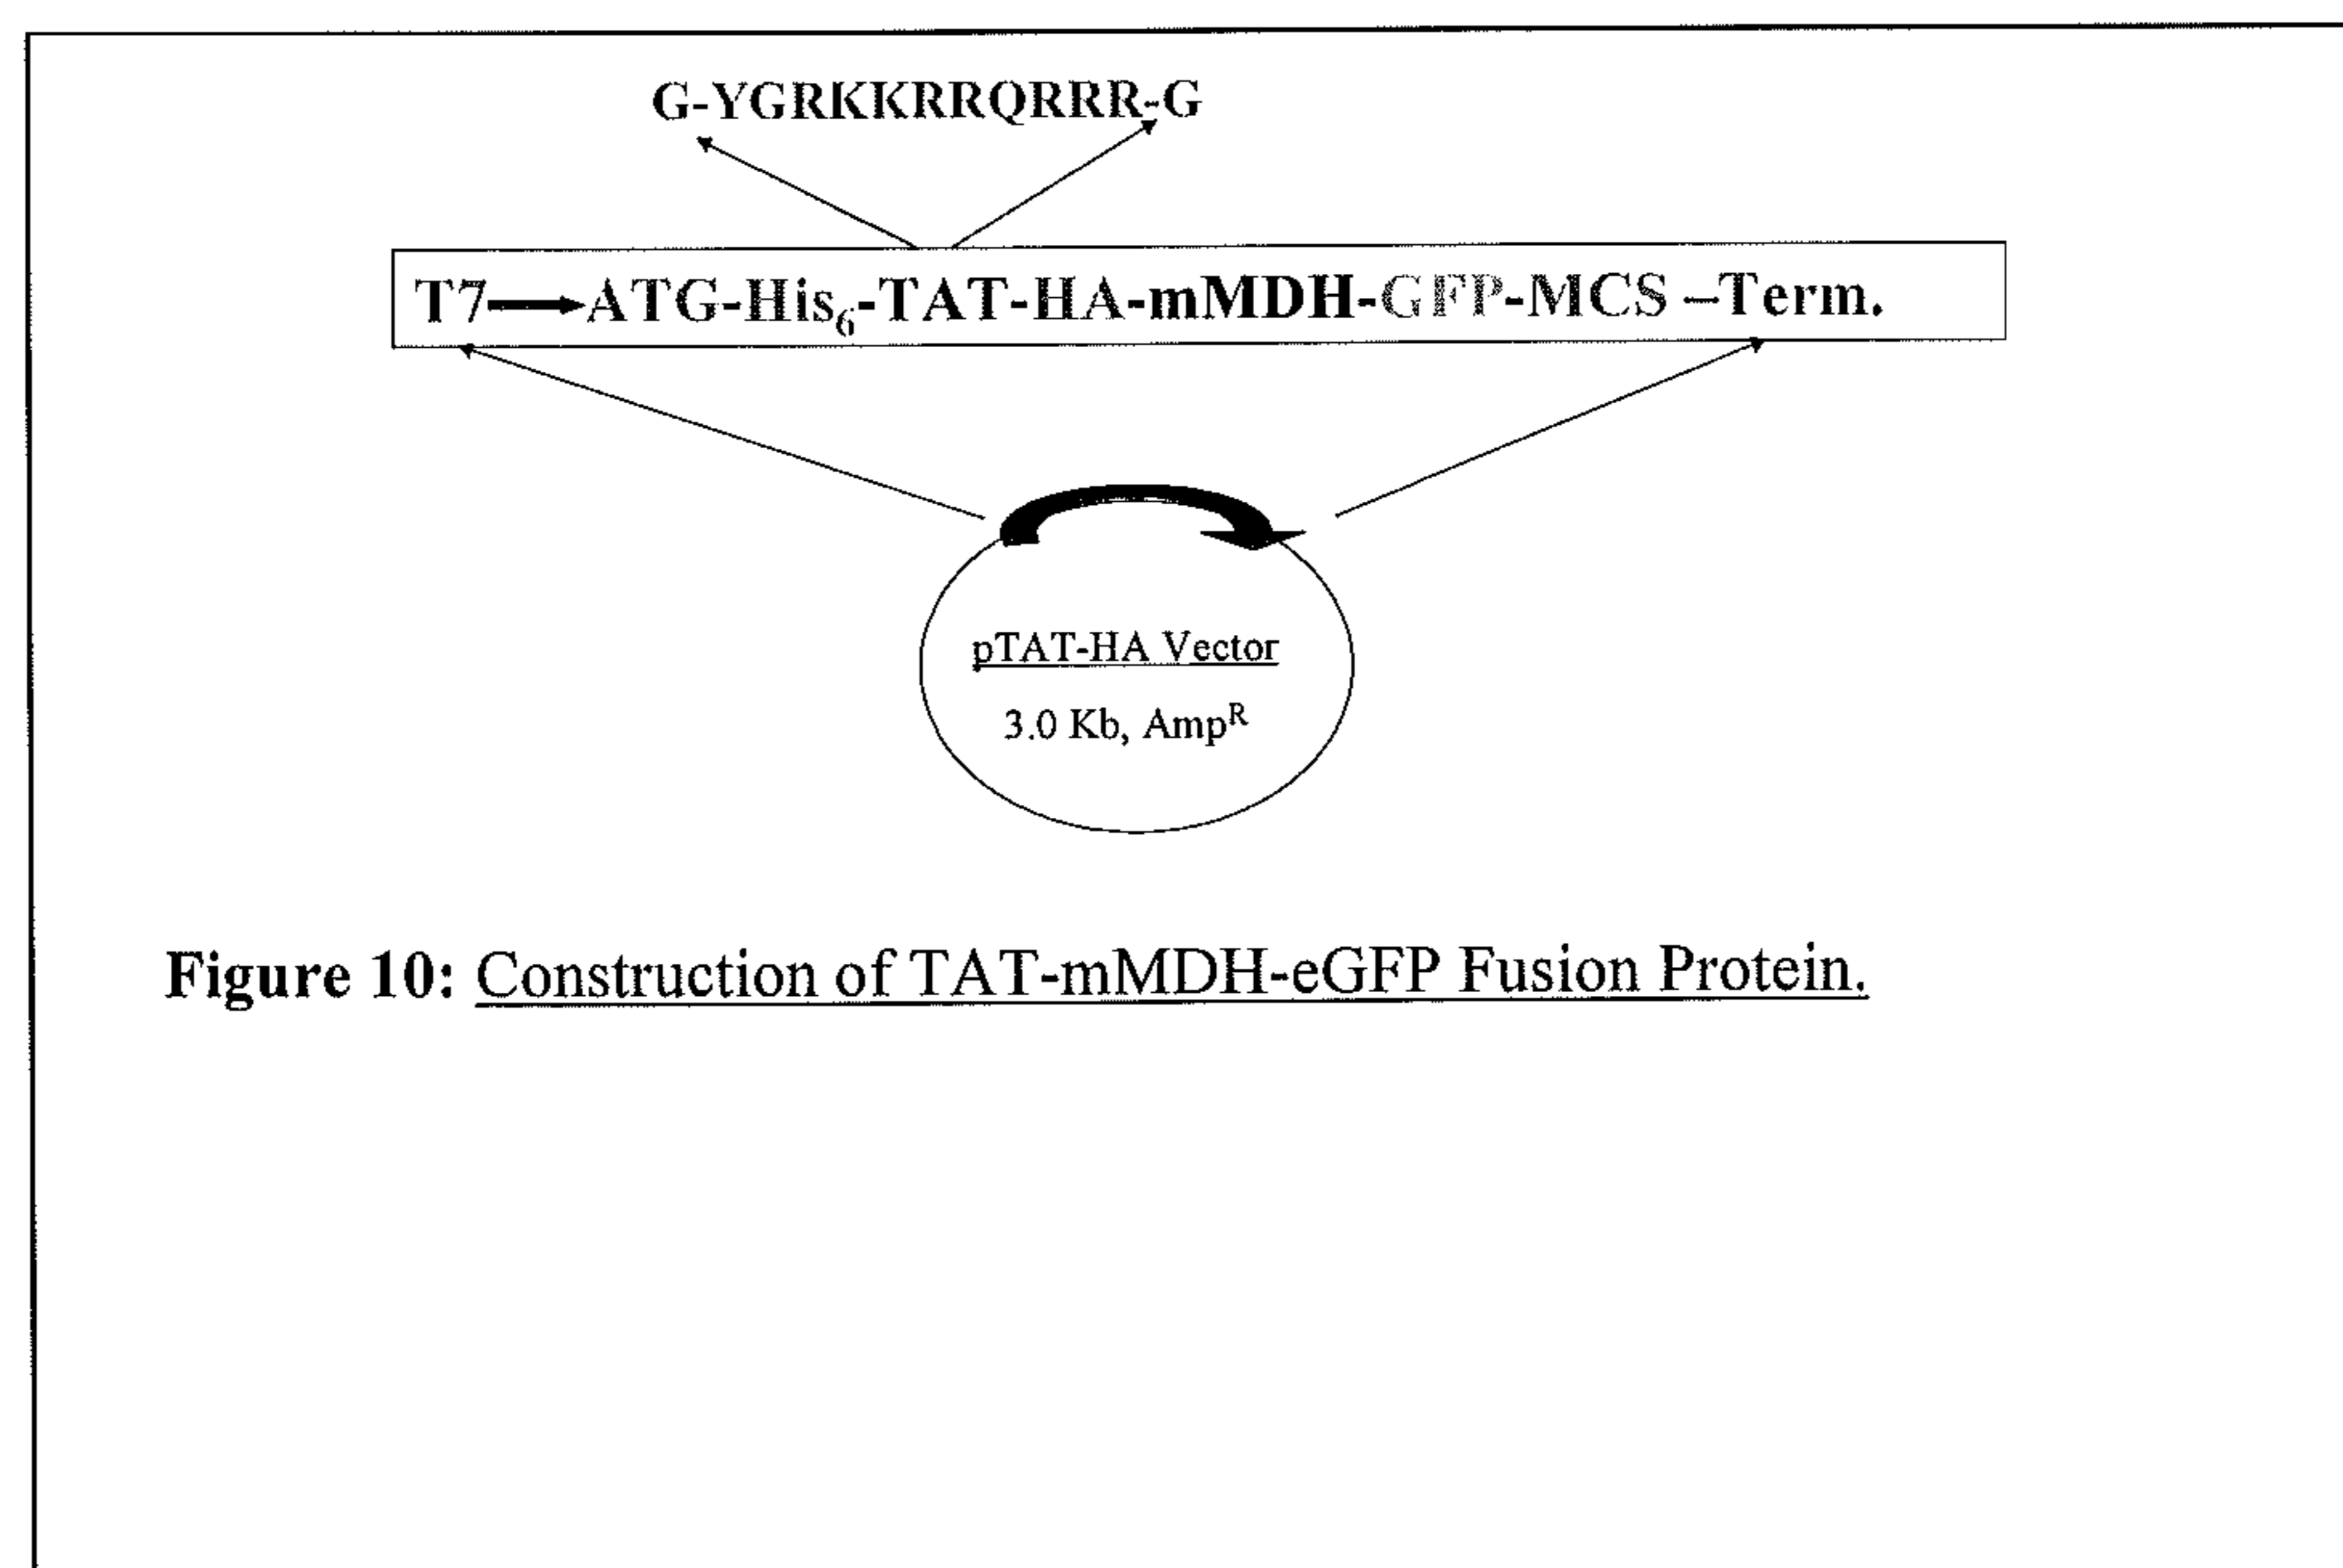 G-YGRKKRRQRRR-G
T7→ATG-His₆-TAT-HA-mMDH-GFP-MCS –Term.
pTAT-HA Vector
3.0 Kb, Ampᴿ
Figure 10: Construction of TAT-mMDH-eGFP Fusion Protein.